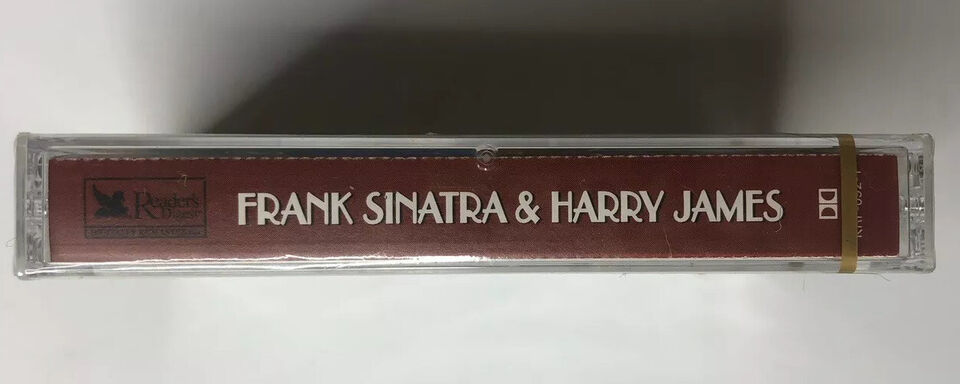 Reader's
Digest
FRANK SINATRA & HARRY JAMES